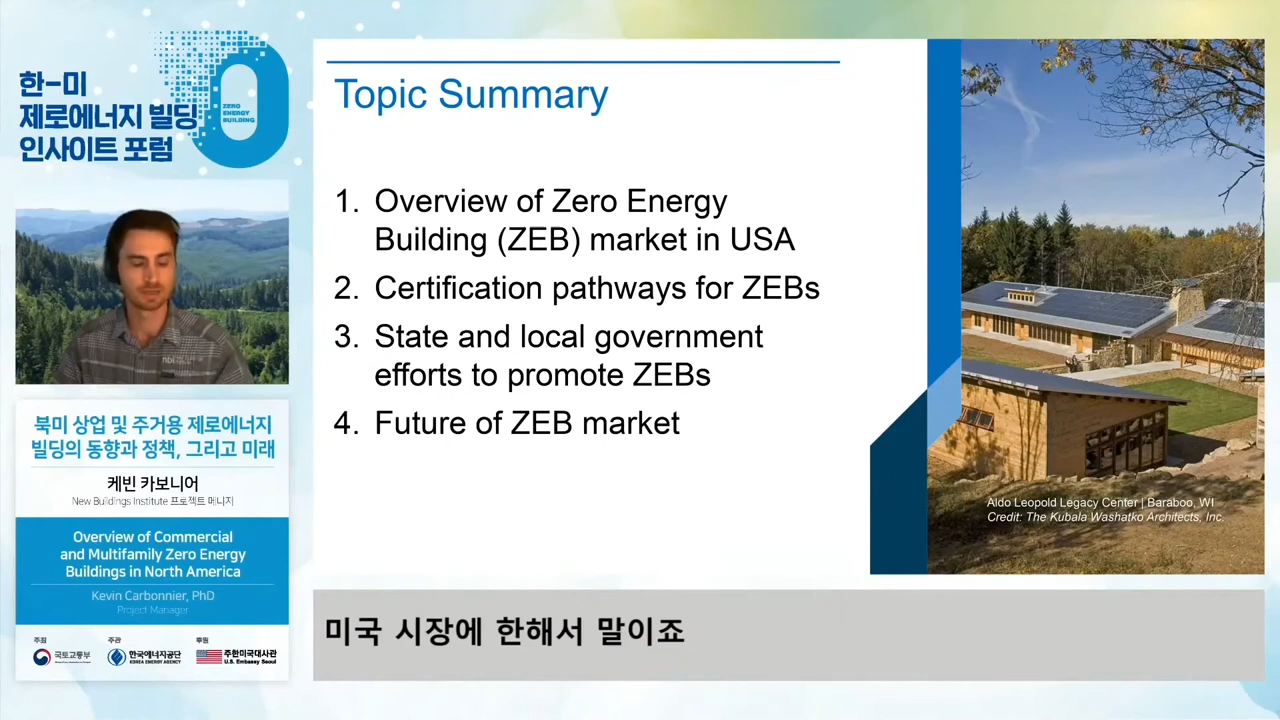 한-미
제로에너지 빌딩
인사이트 포럼
ZERO
ENERGY
BUILDING
nbi
북미 상업 및 주거용 제로에너지
빌딩의 동향과 정책, 그리고 미래
케빈 카보니어
New Buildings Institute 프로젝트 매니저
Overview of Commercial
and Multifamily Zero Energy
Buildings in North America
Kevin Carbonnier, PhD
Project Manager
주최
국토교통부
주관
한국에너지공단
KOREA ENERGY AGENCY
후원
주한미국대사관
U.S. Embassy Seoul
Topic Summary
1. Overview of Zero Energy
Building (ZEB) market in USA
2. Certification pathways for ZEBs
3. State and local government
efforts to promote ZEBs
4. Future of ZEB market
Aldo Leopold Legacy Center | Baraboo, WI
Credit: The Kubala Washatko Architects, Inc.
미국 시장에 한해서 말이죠